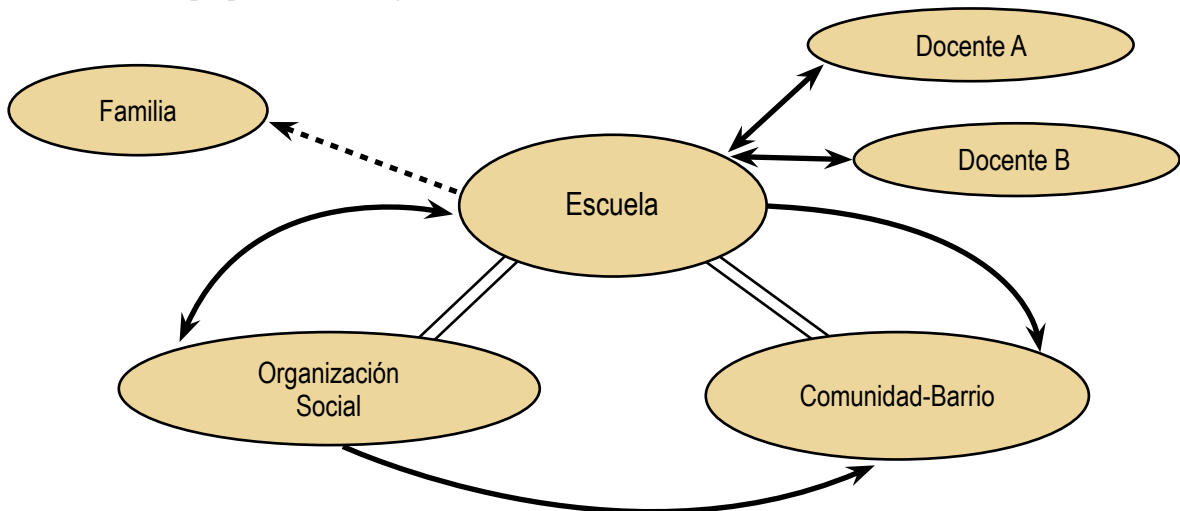 Docente A
Familia
Docente B
Escuela
Organización
Social
Comunidad-Barrio